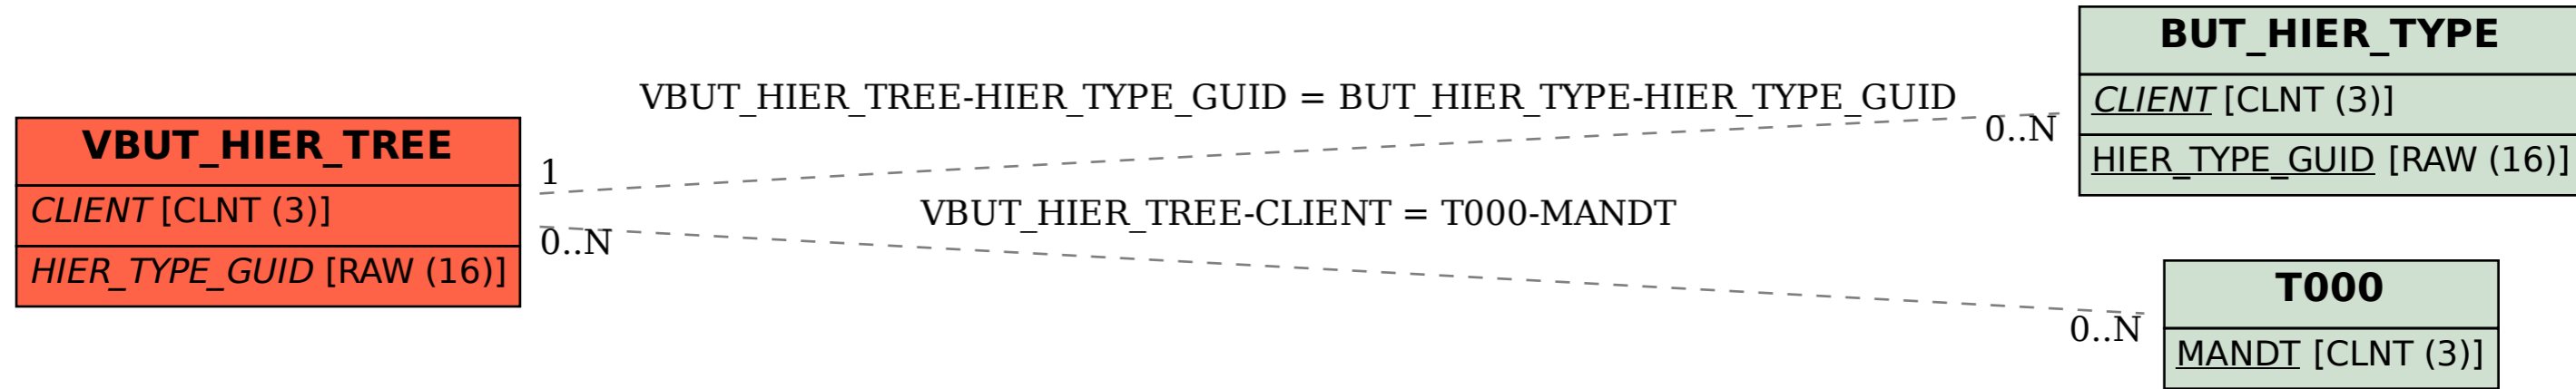 BUT_HIER_TYPE
CLIENT [CLNT (3)]
HIER_TYPE_GUID [RAW (16)]
VBUT_HIER_TREE-HIER_TYPE_GUID = BUT_HIER_TYPE-HIER_TYPE_GUID
0..N
VBUT_HIER_TREE
CLIENT [CLNT (3)]
HIER_TYPE_GUID [RAW (16)]
1
VBUT_HIER_TREE-CLIENT = T000-MANDT
0..N
0..N
T000
MANDT [CLNT (3)]